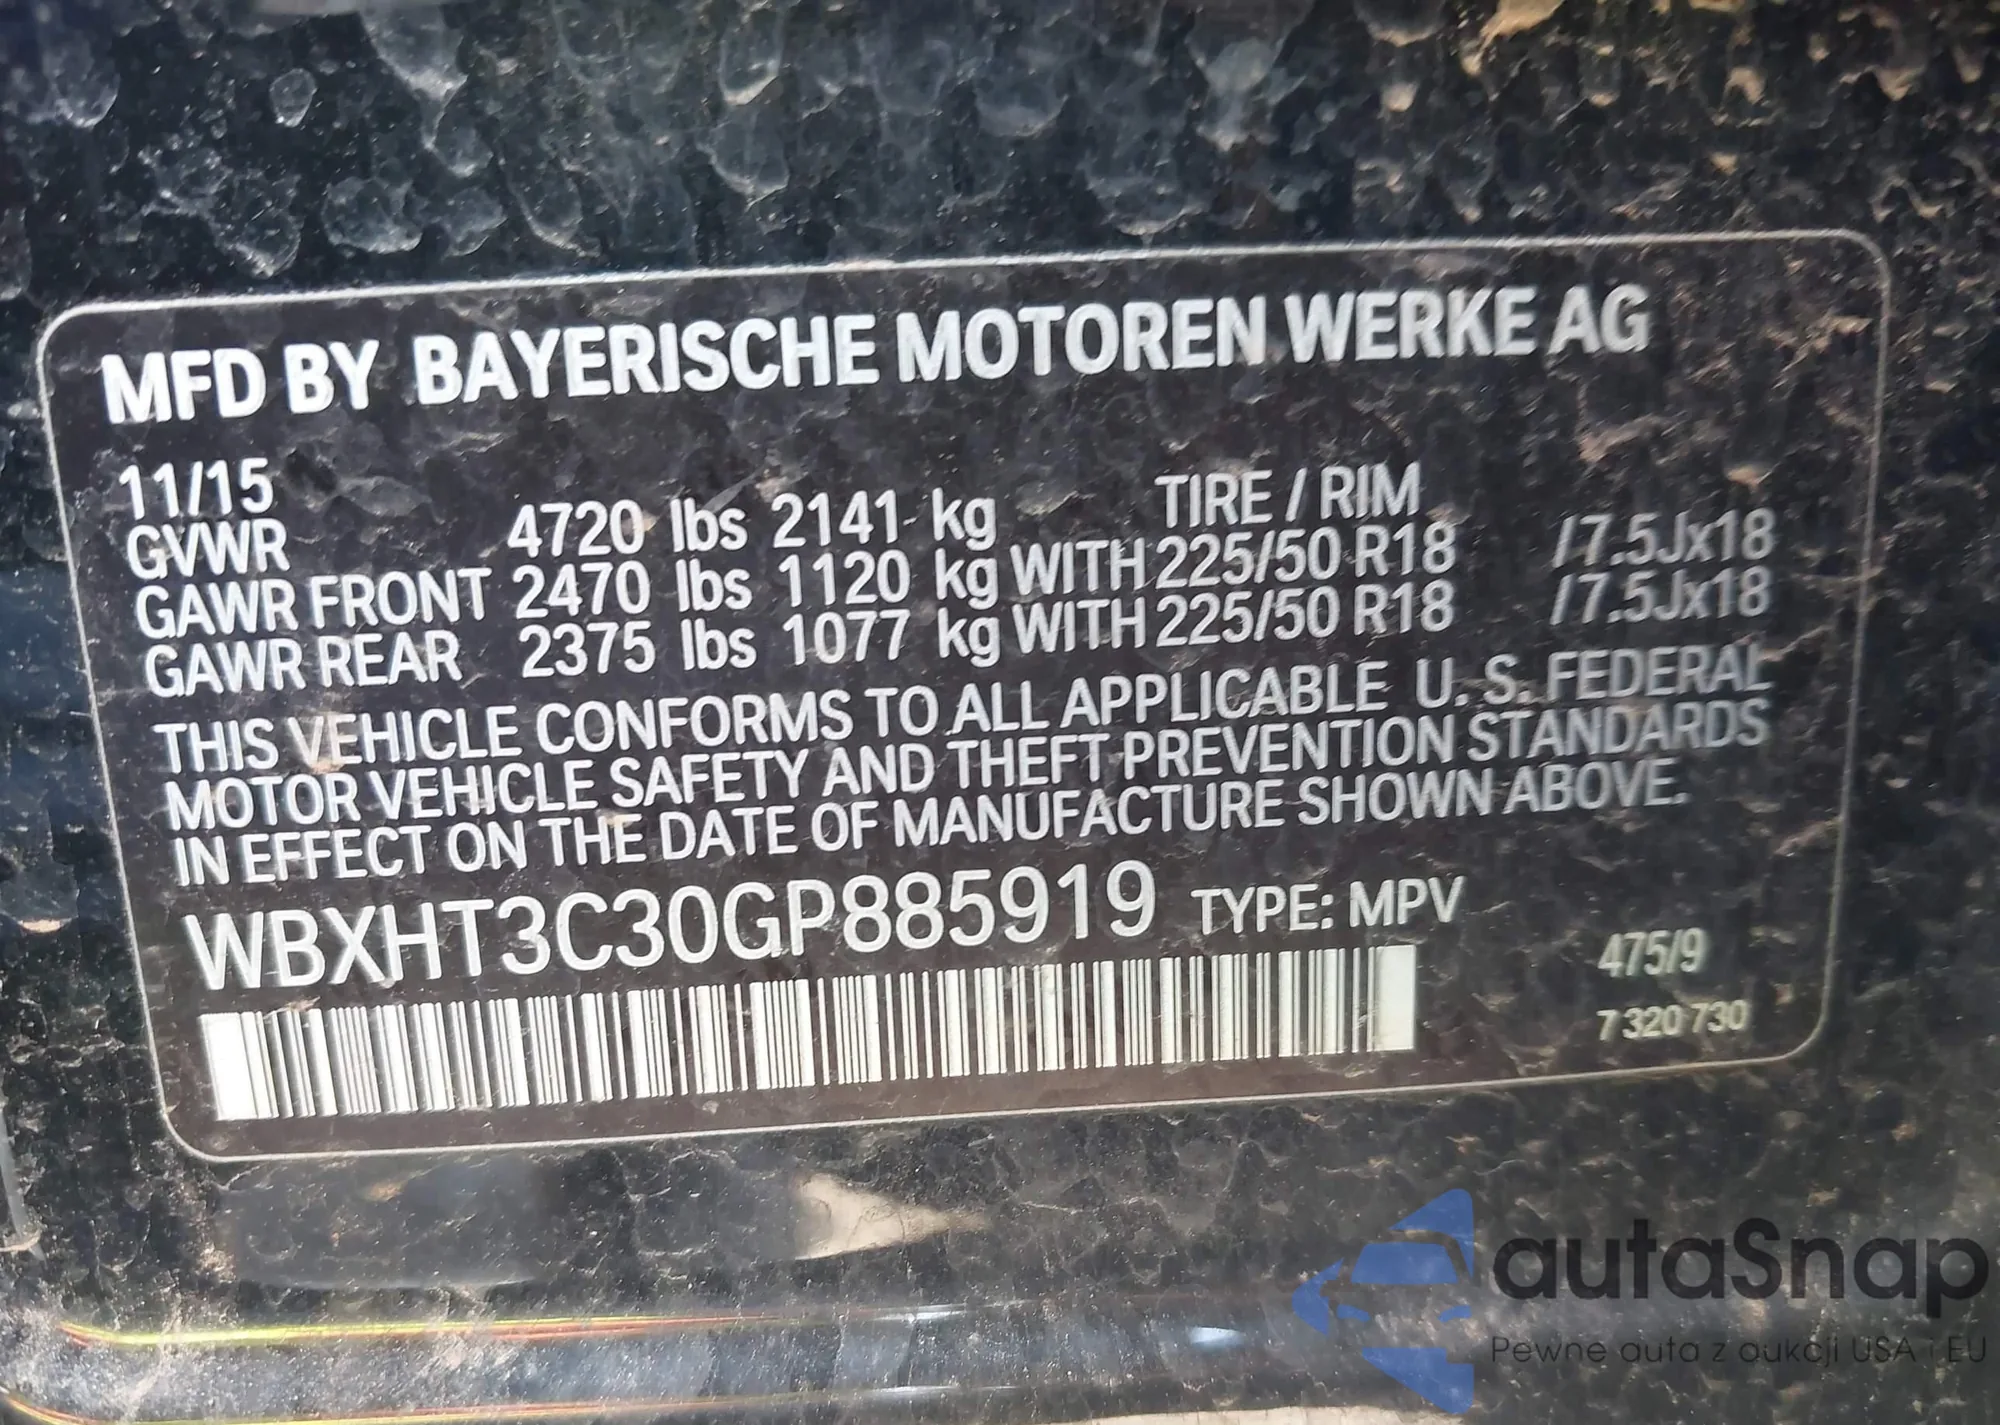 MFD BY BAYERISCHE MOTOREN WERKE AG
11/15 TIRE / RIM
GVWR 4720 lbs 2141 kg
GAWR FRONT 2470 lbs 1120 kg WITH 225/50 R18 /7.5Jx18
GAWR REAR 2375 lbs 1077 kg WITH 225/50 R18 /7.5Jx18
THIS VEHICLE CONFORMS TO ALL APPLICABLE U. S. FEDERAL
MOTOR VEHICLE SAFETY AND THEFT PREVENTION STANDARDS
IN EFFECT ON THE DATE OF MANUFACTURE SHOWN ABOVE.
WBXHT3C30GP885919 TYPE: MPV
475/9
7 320 730
autaSnap
Pewne auta z aukcji USA i EU